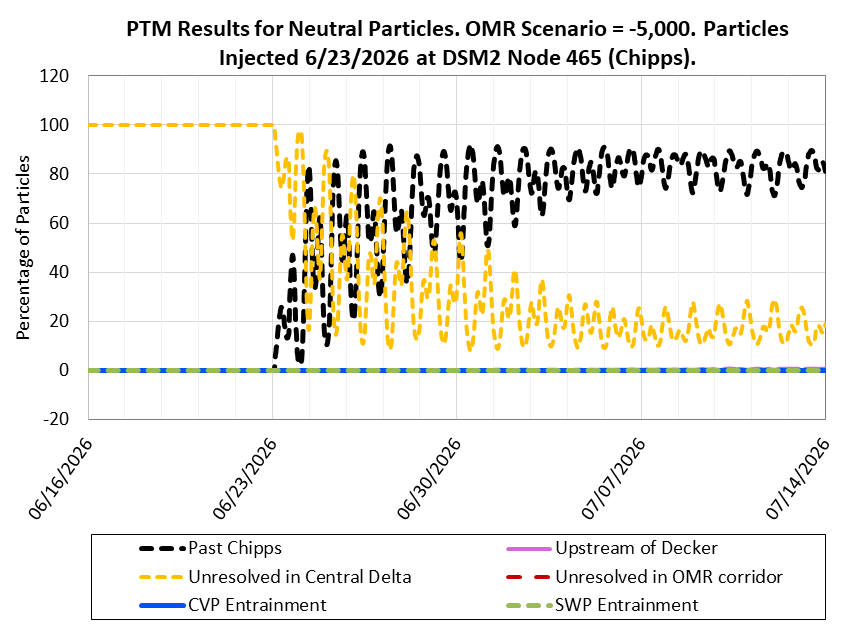 PTM Results for Neutral Particles. OMR Scenario = -5,000. Particles
Injected 6/23/2026 at DSM2 Node 465 (Chipps).
Percentage of Particles
120
100
80
60
40
20
0
-20
06/16/2026
06/23/2026
06/30/2026
07/07/2026
07/14/2026
Past Chipps
Upstream of Decker
Unresolved in Central Delta
Unresolved in OMR corridor
CVP Entrainment
SWP Entrainment